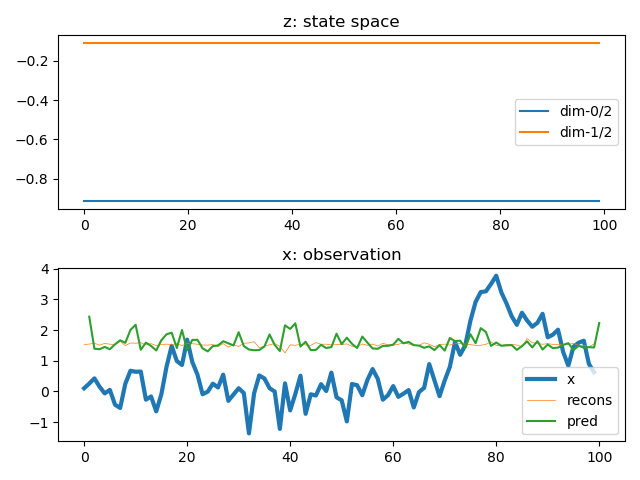 z: state space
−0.2
−0.4
−0.6
−0.8
dim-0/2
dim-1/2
0 20 40 60 80 100
x: observation
4
3
2
1
0
−1
x
recons
pred
0 20 40 60 80 100